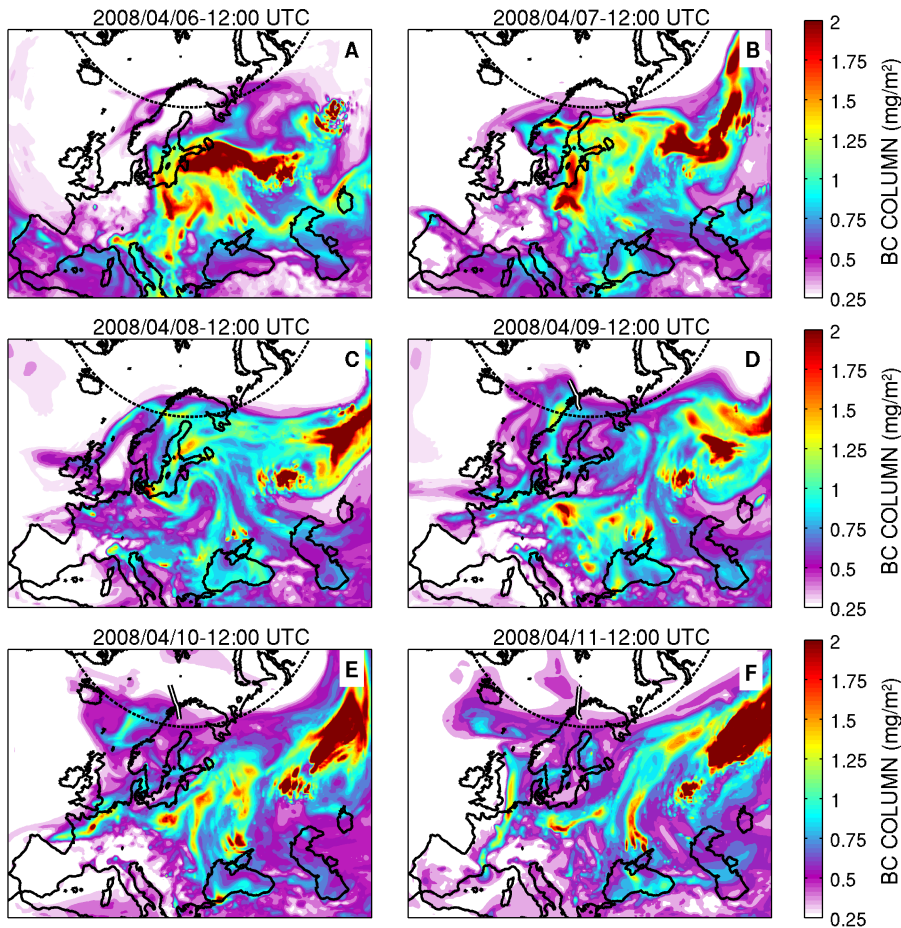 2008/04/06-12:00 UTC
2008/04/07-12:00 UTC
A
B
2
1.75
1.5
1.25
1
0.75
0.5
0.25
BC COLUMN (mg/m²)
2008/04/08-12:00 UTC
2008/04/09-12:00 UTC
C
D
2
1.75
1.5
1.25
1
0.75
0.5
0.25
BC COLUMN (mg/m²)
2008/04/10-12:00 UTC
2008/04/11-12:00 UTC
E
F
2
1.75
1.5
1.25
1
0.75
0.5
0.25
BC COLUMN (mg/m²)